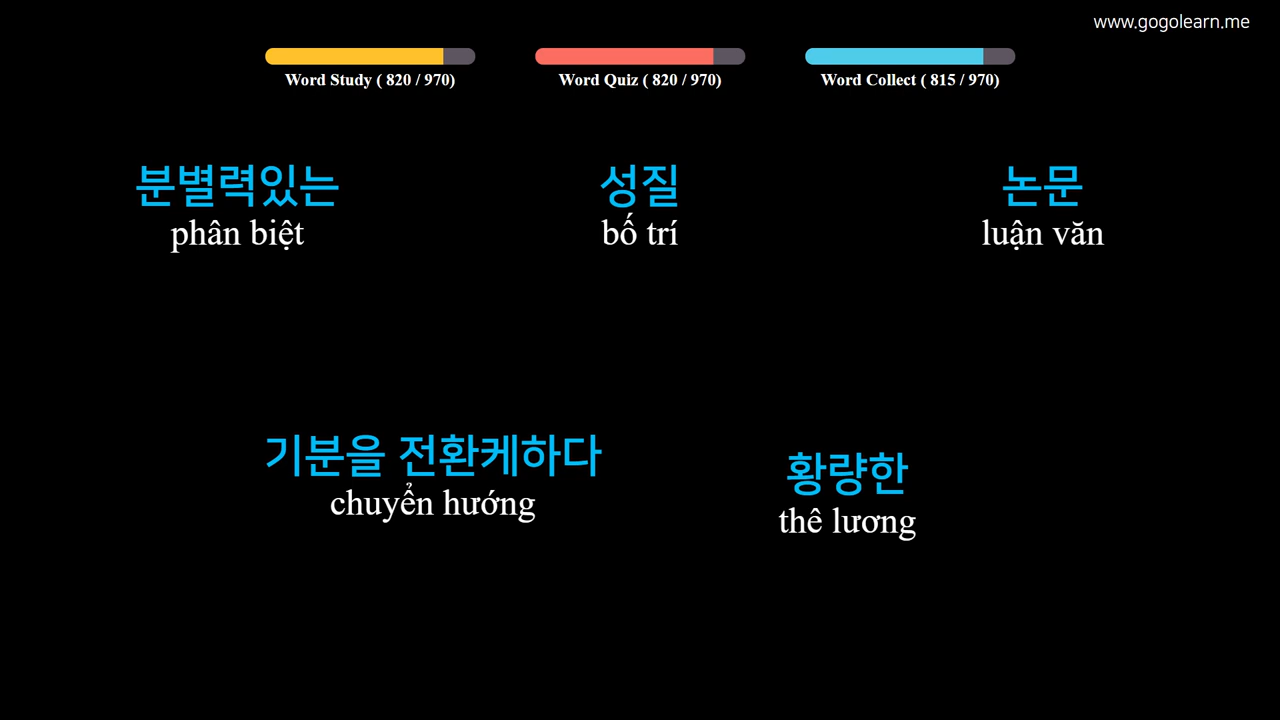 www.gogolearn.me
Word Study ( 820 / 970)
Word Quiz ( 820 / 970)
Word Collect ( 815 / 970)
분별력있는
phân biệt
성질
bố trí
논문
luận văn
기분을 전환케하다
chuyển hướng
황량한
thê lương